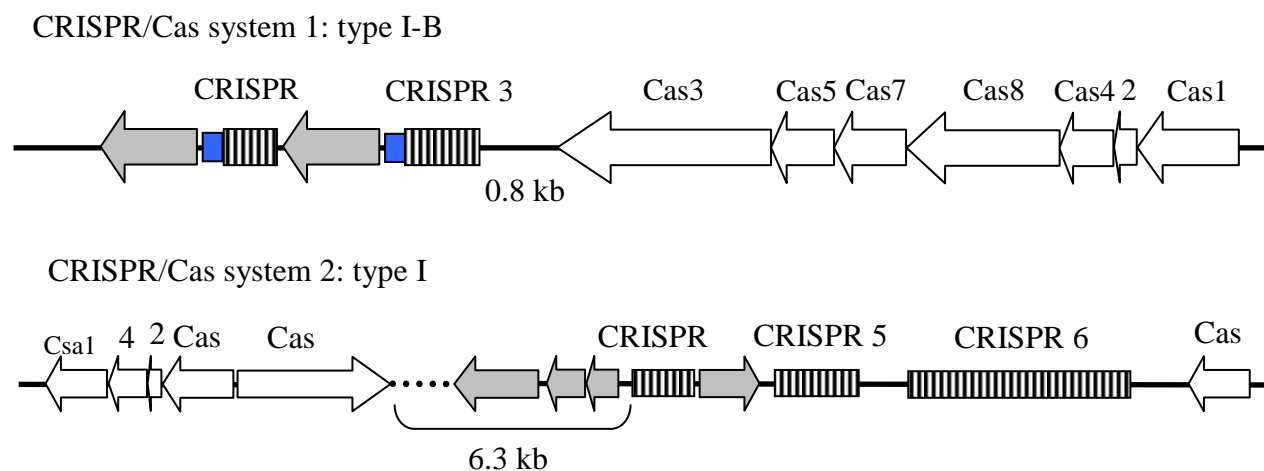 CRISPR/Cas system 1: type I-B
CRISPR CRISPR 3 Cas3 Cas5 Cas7 Cas8 Cas4 2 Cas1
0.8 kb
CRISPR/Cas system 2: type I
Csa1 4 2 Cas Cas CRISPR CRISPR 5 CRISPR 6 Cas
6.3 kb